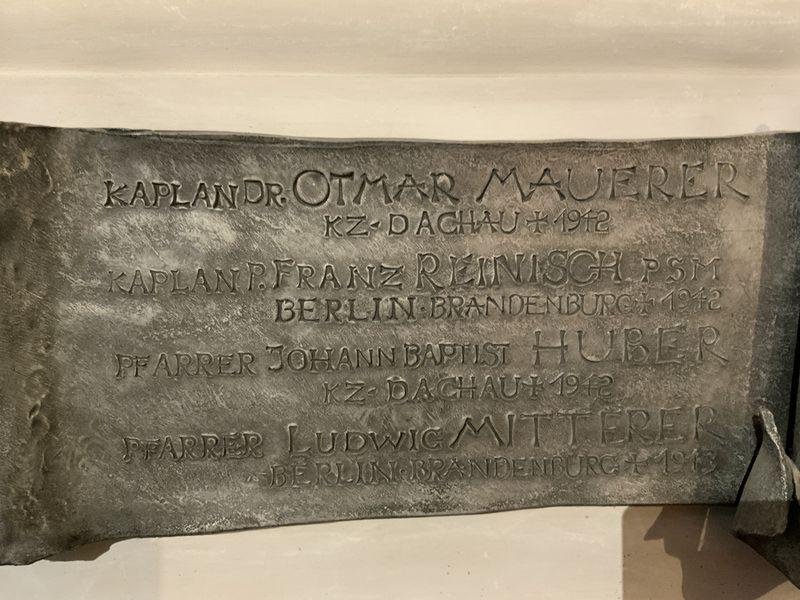 KAPLAN DR. OTMAR BAPT. MAUERER
KZ-DACHAU + 1942
KAPLAN P. FRANZ REINISCH PSM
BERLIN·BRANDENBURG + 1942
PFARRER JOHANN BAPTIST HUBER
KZ-DACHAU + 1942
PFARRER LUDWIG MITTERER
BERLIN·BRANDENBURG + 1943